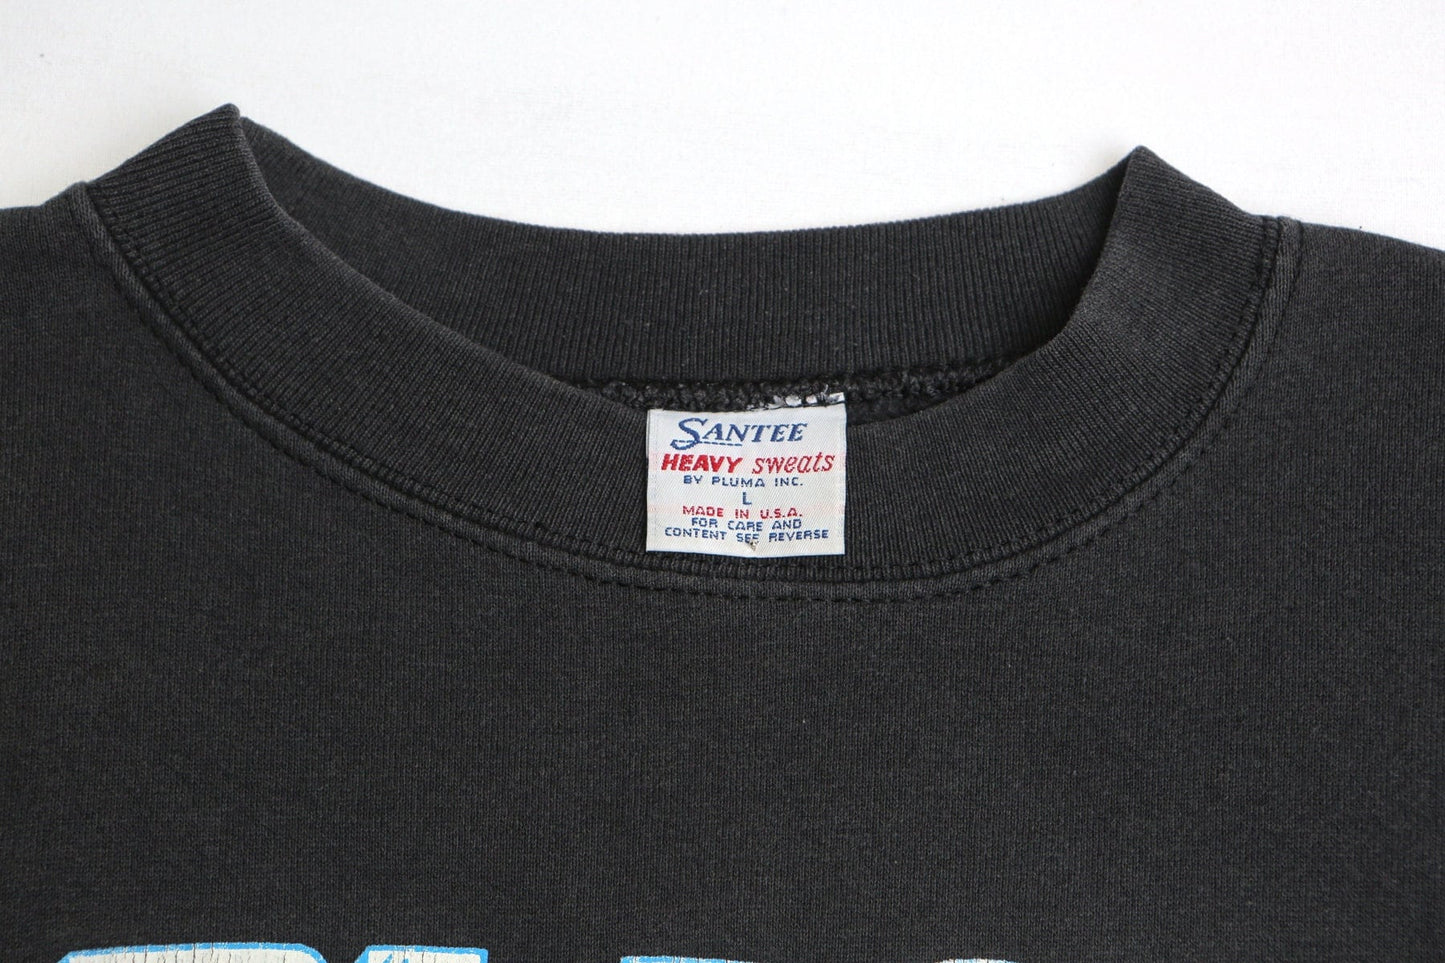 SANTEE
HEAVY sweats
BY PLUMA INC.
L
MADE IN U.S.A.
FOR CARE AND
CONTENT SEE REVERSE